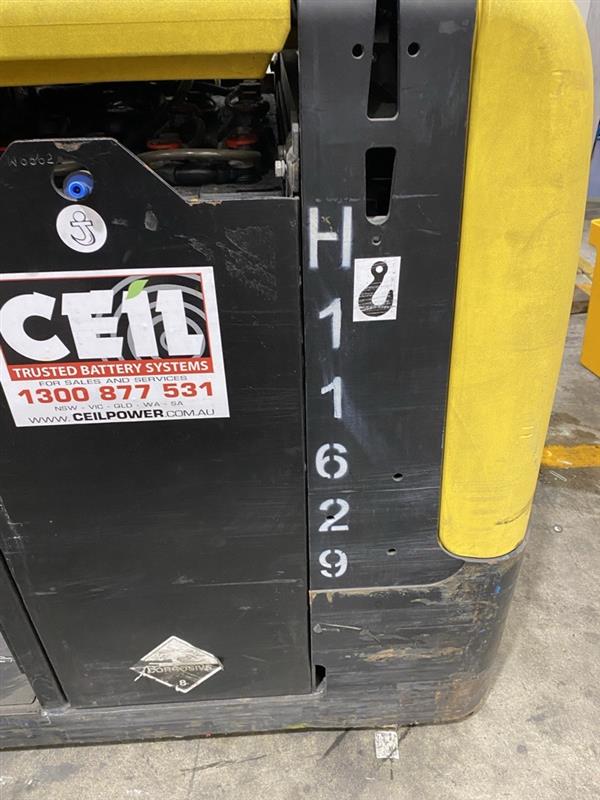 N0502
CEIL
TRUSTED BATTERY SYSTEMS
FOR SALES AND SERVICES
1300 877 531
NSW - VIC - QLD - WA - SA
WWW.CEILPOWER.COM.AU
H
1
1
6
2
9
CORROSIVE
8